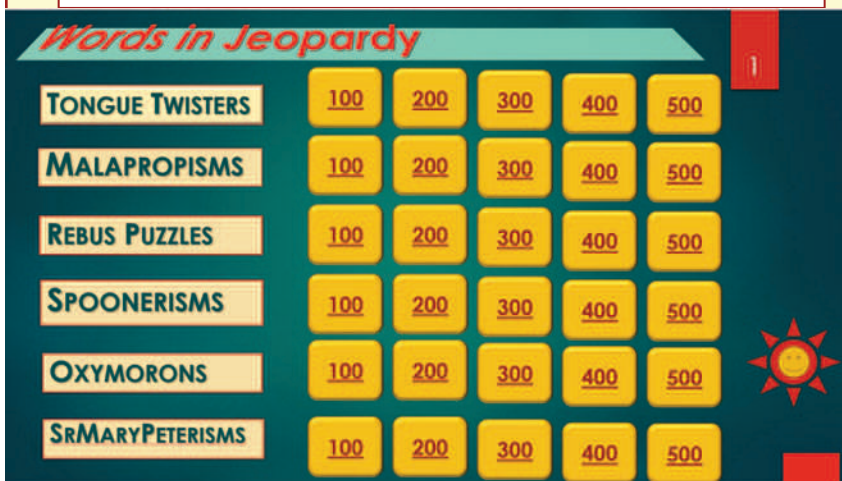 Words in Jeopardy
1
TONGUE TWISTERS 100 200 300 400 500
MALAPROPISMS 100 200 300 400 500
REBUS PUZZLES 100 200 300 400 500
SPOONERISMS 100 200 300 400 500
OXYMORONS 100 200 300 400 500
SRMARYPETERISMS 100 200 300 400 500